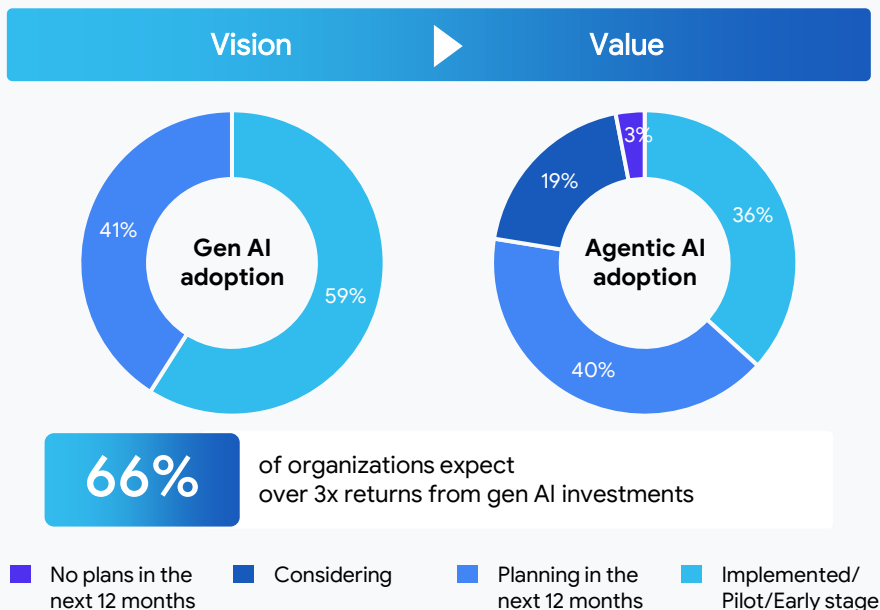 Vision
Value
41%
Gen AI
adoption
59%
3%
19%
36%
Agentic AI
adoption
40%
66%
of organizations expect
over 3x returns from gen AI investments
No plans in the
next 12 months
Considering
Planning in the
next 12 months
Implemented/
Pilot/Early stage